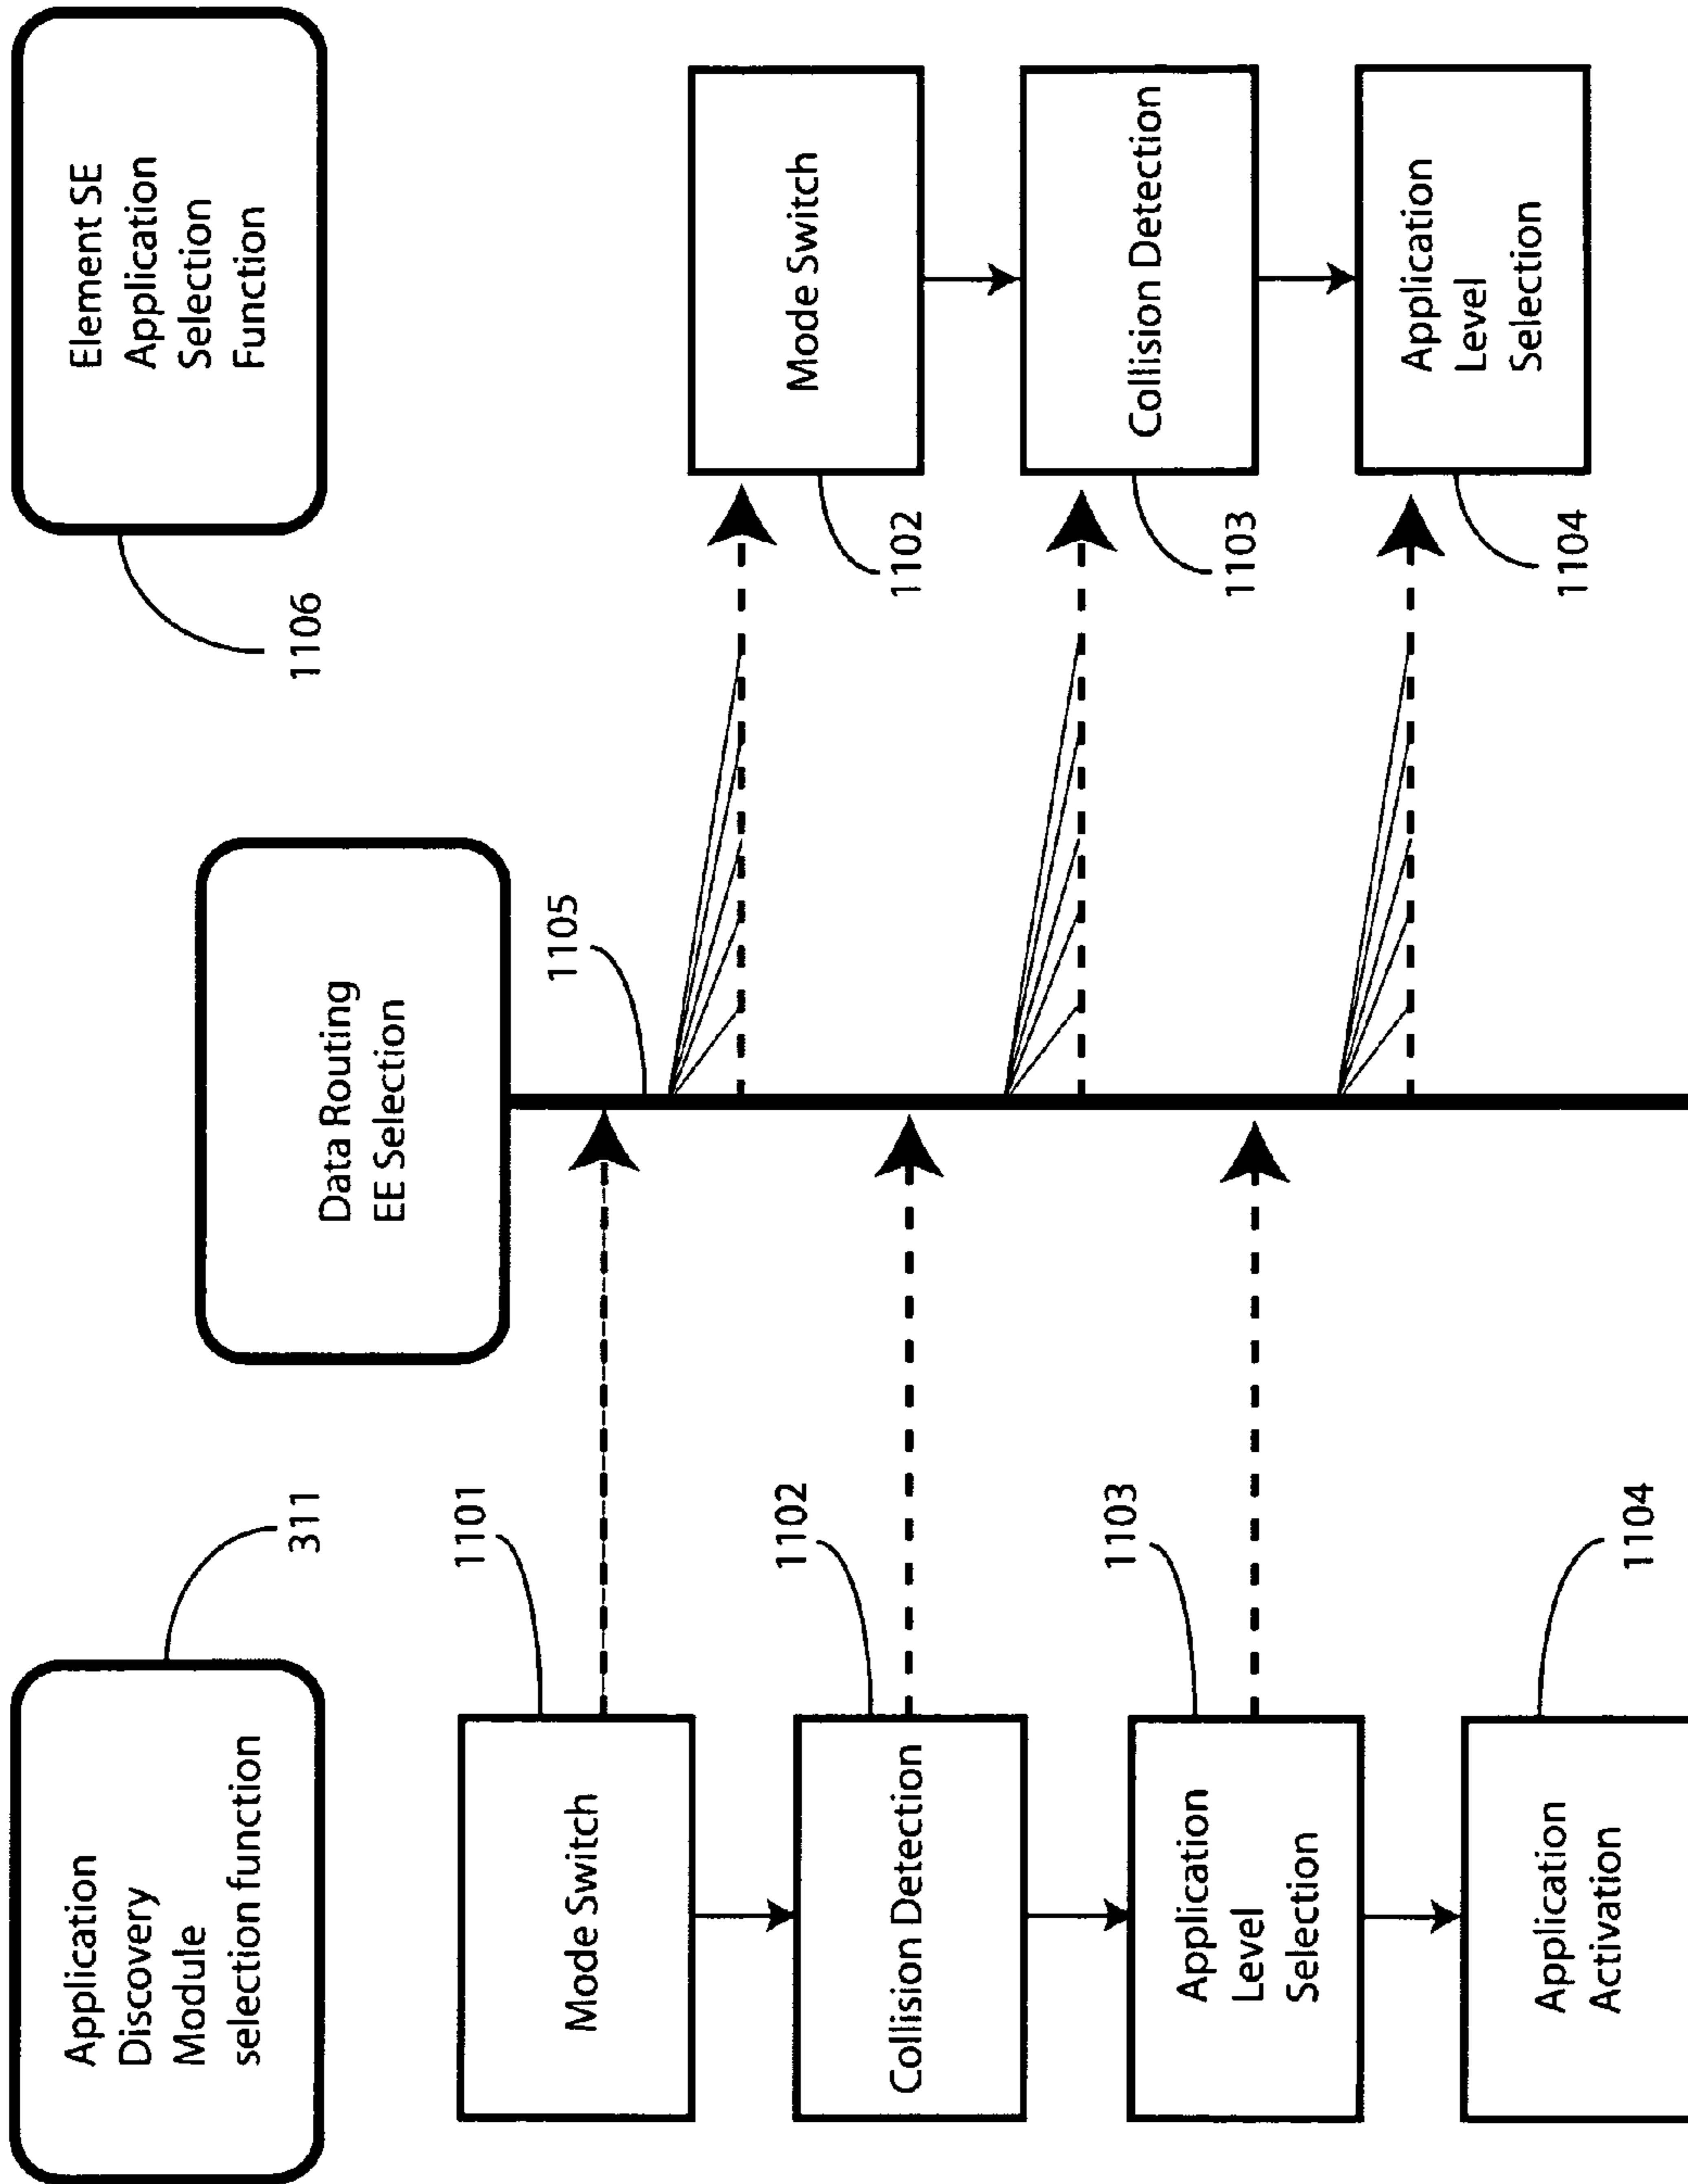 Application
Discovery
Module
selection function
311
Data Routing
EE Selection
1105
Element SE
Application
Selection
Function
1106
Mode Switch
1101
Collision Detection
1102
Application
Level
Selection
1103
Application
Activation
1104
Mode Switch
1102
Collision Detection
1103
Application
Level
Selection
1104